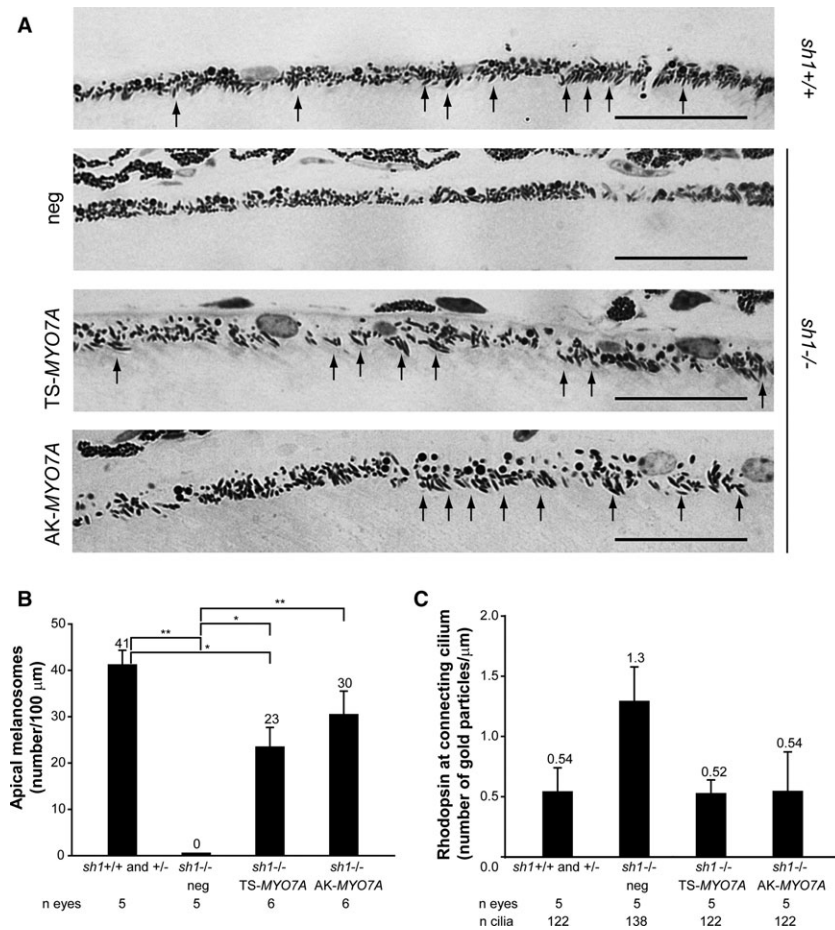 A
sh1+/+
neg
TS-MYO7A
AK-MYO7A
sh1-/-
B
Apical melanosomes
(number/100 μm)
50
40
30
20
10
0
41
0
23
30
**
*
*
**
sh1+/+ and +/-
sh1-/-
neg
sh1-/-
TS-MYO7A
sh1-/-
AK-MYO7A
n eyes 5 5 6 6
C
Rhodopsin at connecting cilium
(number of gold particles/μm)
2.0
1.5
1.0
0.5
0.0
0.54
1.3
0.52
0.54
sh1+/+ and +/-
sh1-/-
neg
sh1-/-
TS-MYO7A
sh1-/-
AK-MYO7A
n eyes 5 5 5 5
n cilia 122 138 122 122